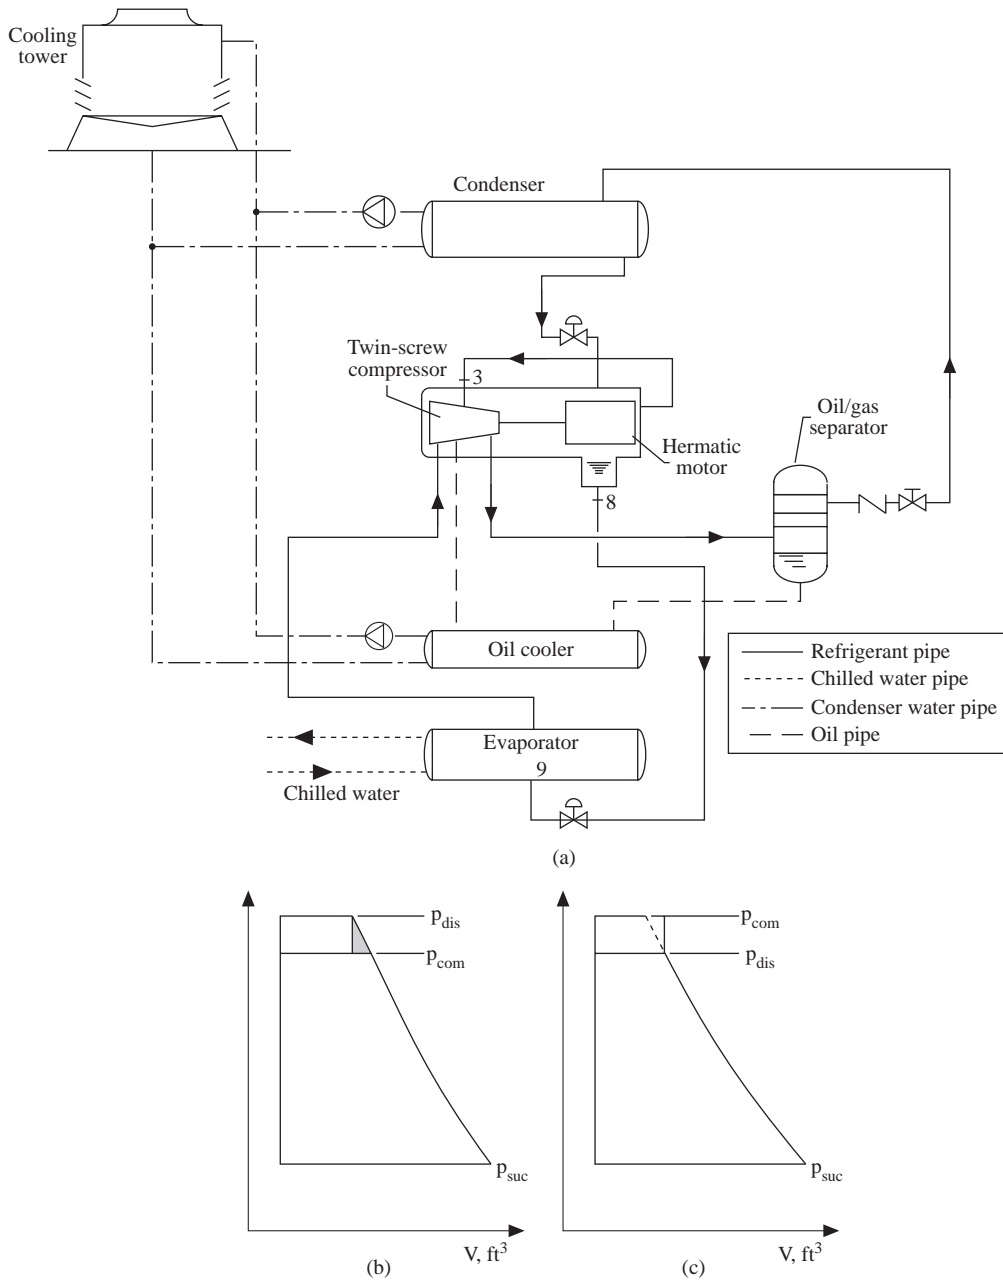 Cooling
tower
Condenser
Twin-screw
compressor
3
Oil/gas
separator
Hermatic
motor
8
Oil cooler
Refrigerant pipe
Chilled water pipe
Condenser water pipe
Oil pipe
Evaporator
9
Chilled water
(a)
p_dis
p_com
p_suc
V, ft³
(b)
p_com
p_dis
p_suc
V, ft³
(c)